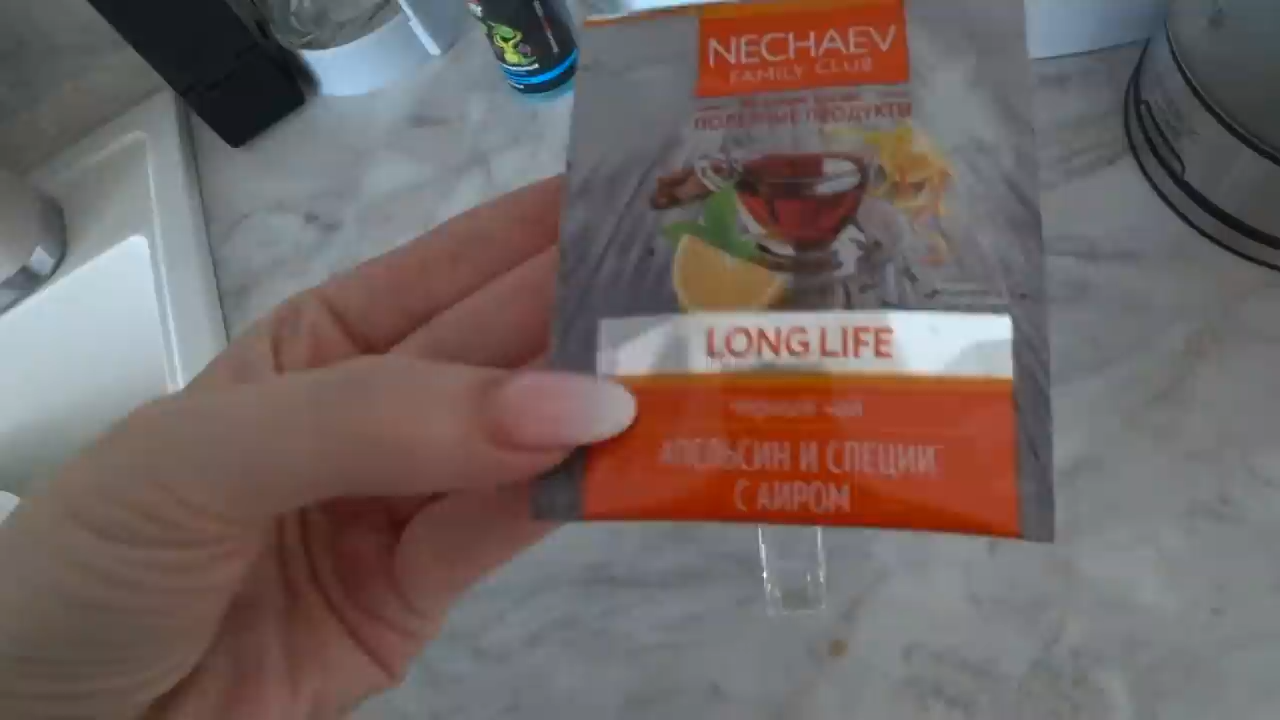 NECHAEV
FAMILY CLUB
ПОЛЕЗНЫЕ ПРОДУКТЫ
LONG LIFE
ЧЕРНЫЙ ЧАЙ
АПЕЛЬСИН И СПЕЦИИ
С АИРОМ